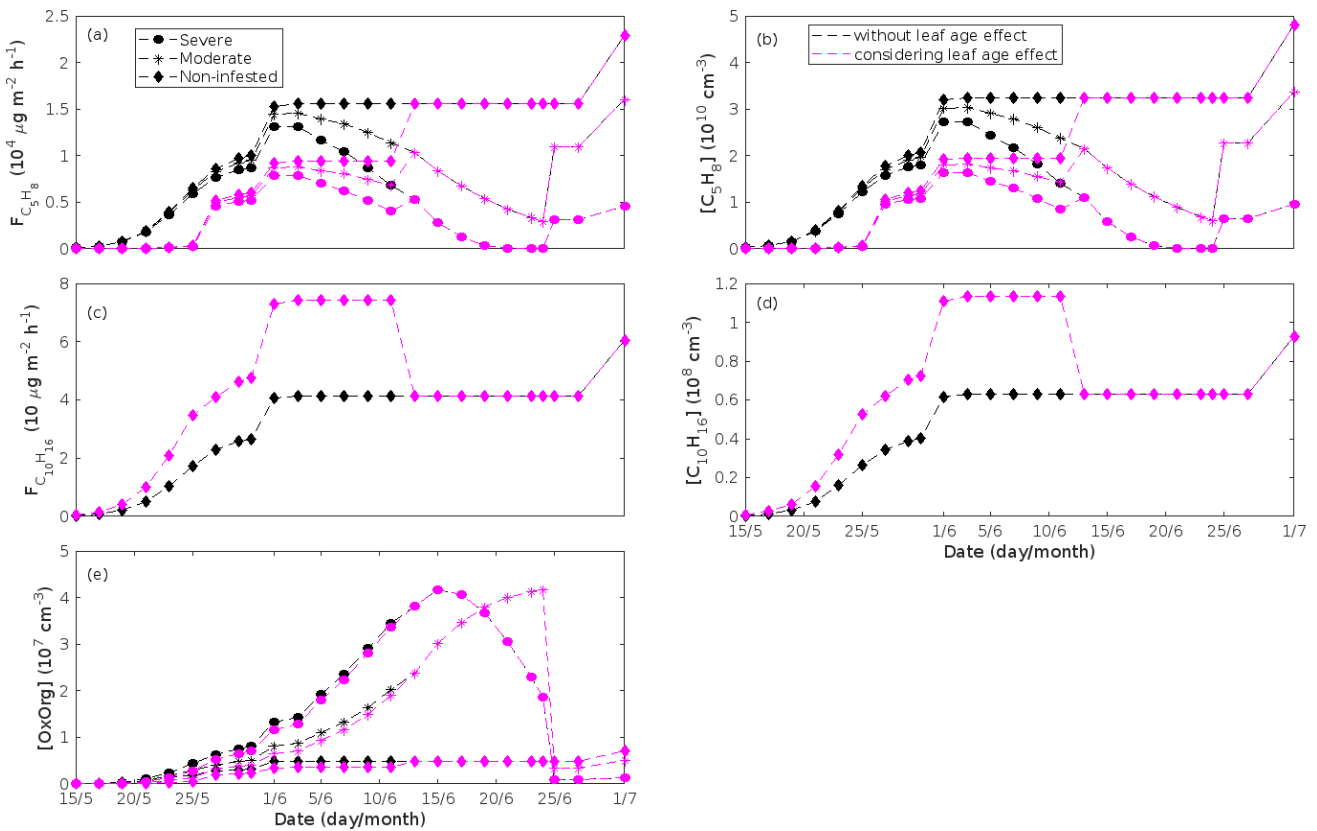 (a)
Severe
Moderate
Non-infested
F C5H8 (10^4 μg m^-2 h^-1)
2.5
2
1.5
1
0.5
0
(b)
without leaf age effect
considering leaf age effect
[C5H8] (10^10 cm^-3)
5
4
3
2
1
0
(c)
F C10H16 (10 μg m^-2 h^-1)
8
6
4
2
0
(d)
[C10H16] (10^8 cm^-3)
1.2
1
0.8
0.6
0.4
0.2
0
15/5 20/5 25/5 1/6 5/6 10/6 15/6 20/6 25/6 1/7
Date (day/month)
(e)
[OxOrg] (10^7 cm^-3)
5
4
3
2
1
0
15/5 20/5 25/5 1/6 5/6 10/6 15/6 20/6 25/6 1/7
Date (day/month)